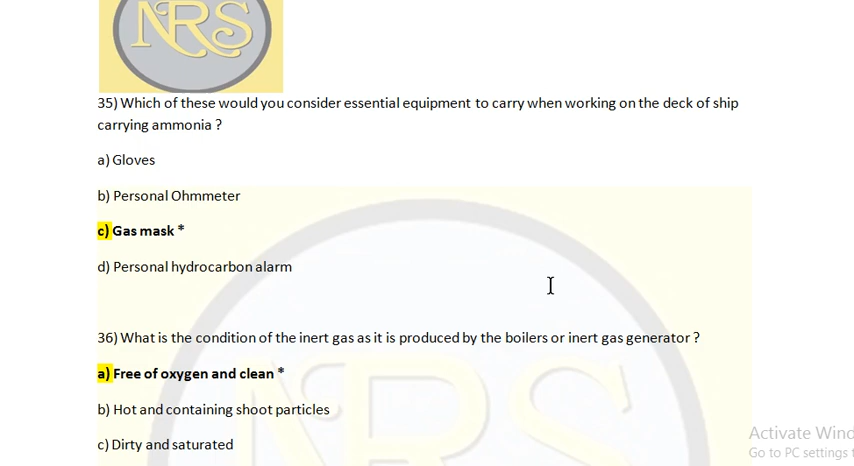 NRS
35) Which of these would you consider essential equipment to carry when working on the deck of ship
carrying ammonia ?
a) Gloves
b) Personal Ohmmeter
c) Gas mask *
d) Personal hydrocarbon alarm
36) What is the condition of the inert gas as it is produced by the boilers or inert gas generator ?
a) Free of oxygen and clean *
b) Hot and containing shoot particles
c) Dirty and saturated
NRS
Activate Wind
Go to PC settings t